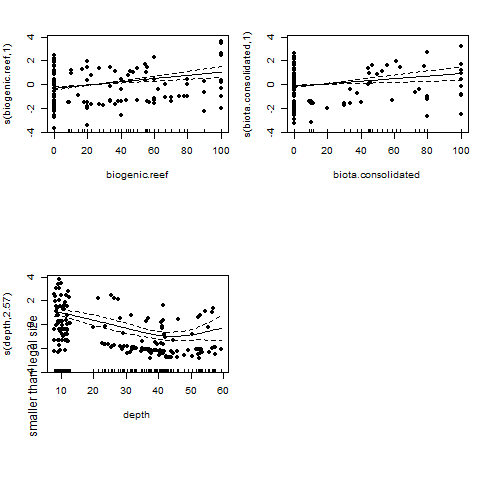 s(biogenic.reef,1)
4
2
0
-2
-4
0 20 40 60 80 100
biogenic.reef
s(biota.consolidated,1)
4
2
0
-2
-4
0 20 40 60 80 100
biota.consolidated
s(depth,2.57)
smaller than legal size
4
2
0
-2
-4
10 20 30 40 50 60
depth